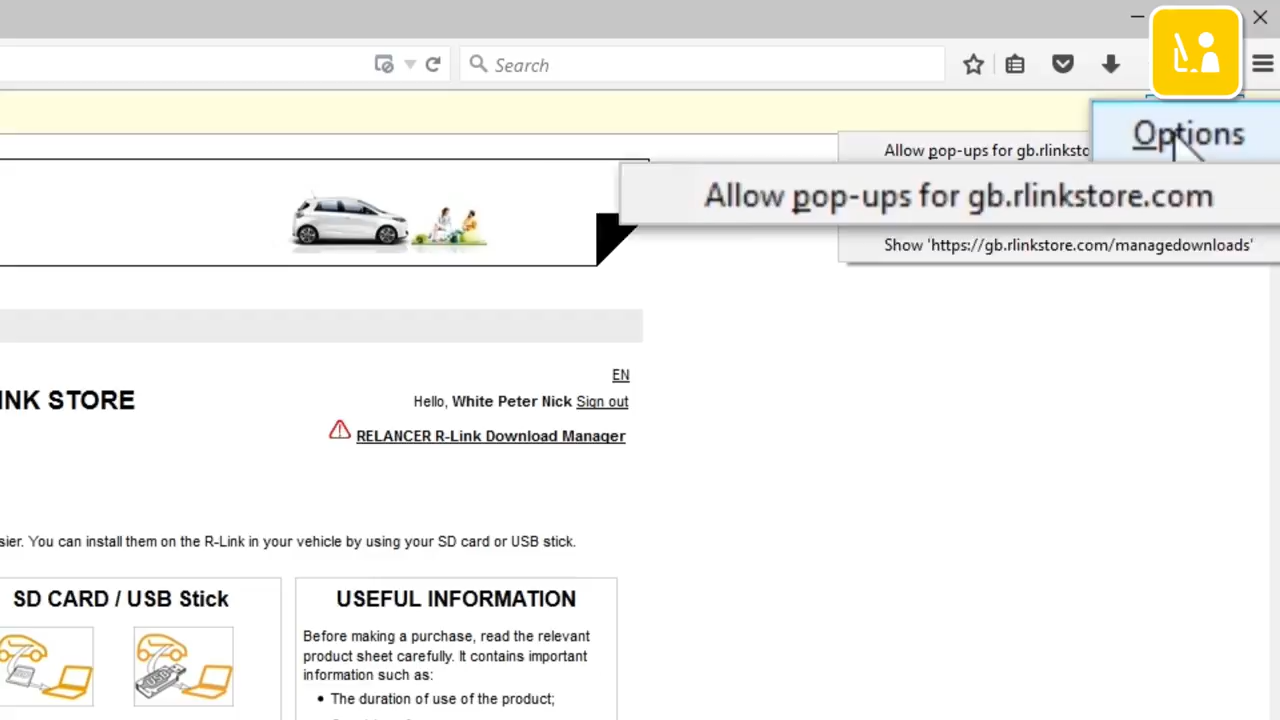 Search
Options
Allow pop-ups for gb.rlinksto
Allow pop-ups for gb.rlinkstore.com
Show 'https://gb.rlinkstore.com/managedownloads'
EN
INK STORE
Hello, White Peter Nick Sign out
RELANCER R-Link Download Manager
sier. You can install them on the R-Link in your vehicle by using your SD card or USB stick.
SD CARD / USB Stick
USB
USEFUL INFORMATION
Before making a purchase, read the relevant
product sheet carefully. It contains important
information such as:
• The duration of use of the product;